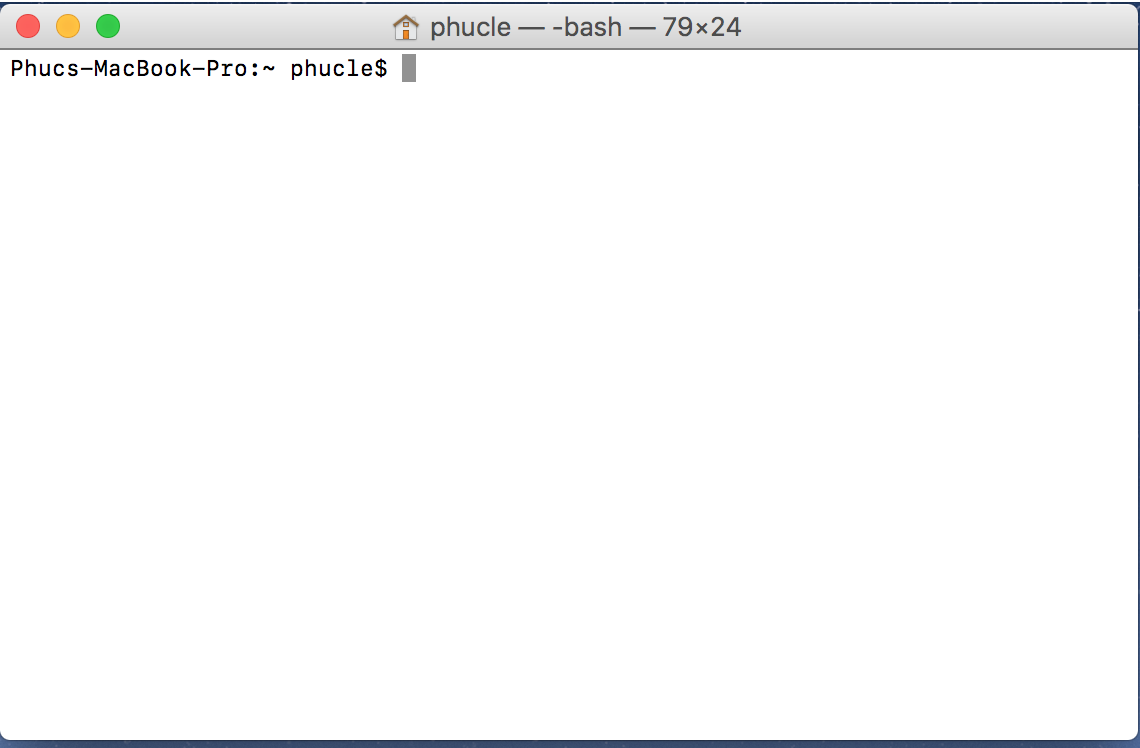 phucle — -bash — 79×24
Phucs-MacBook-Pro:~ phucle$